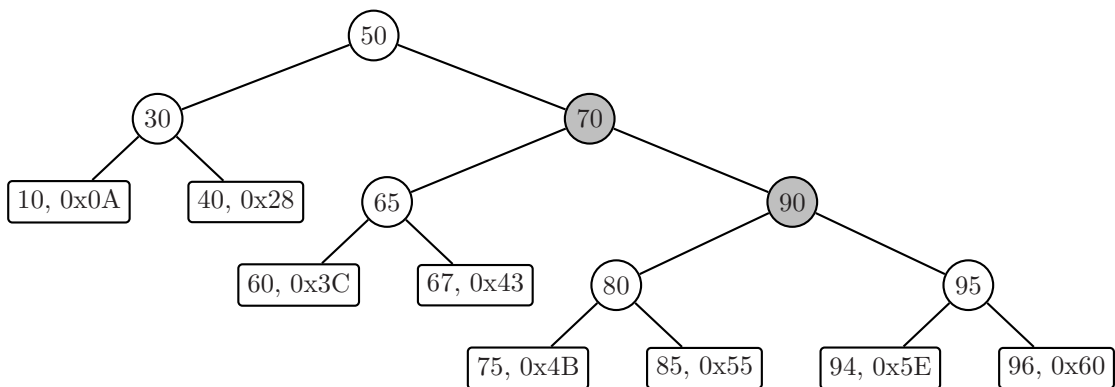 50
30
70
10, 0x0A
40, 0x28
65
90
60, 0x3C
67, 0x43
80
95
75, 0x4B
85, 0x55
94, 0x5E
96, 0x60